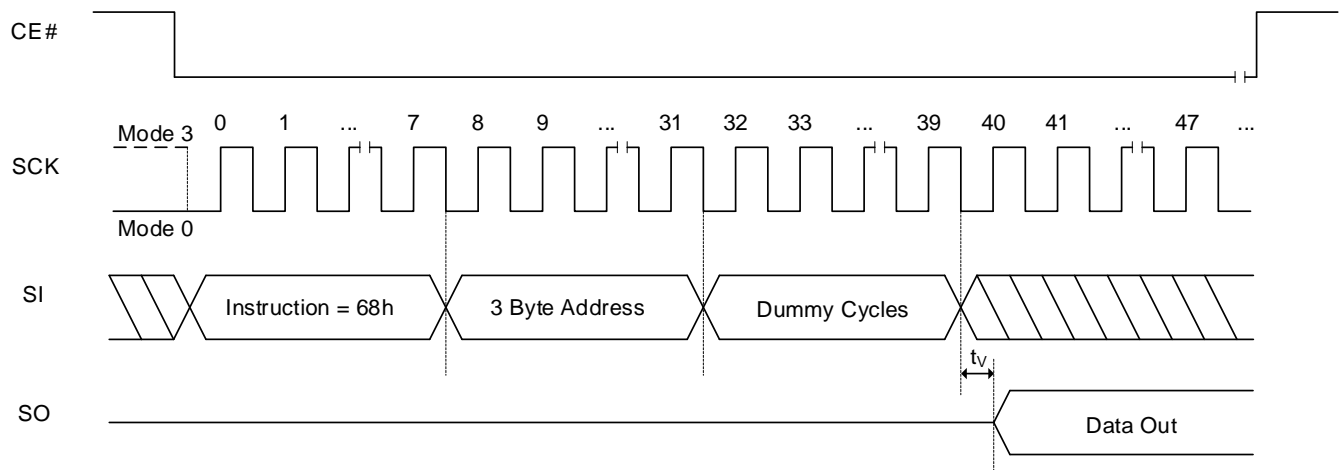 CE#
0 1 ... 7 8 9 ... 31 32 33 ... 39 40 41 ... 47 ...
Mode 3
SCK
Mode 0
SI
Instruction = 68h
3 Byte Address
Dummy Cycles
tV
SO
Data Out